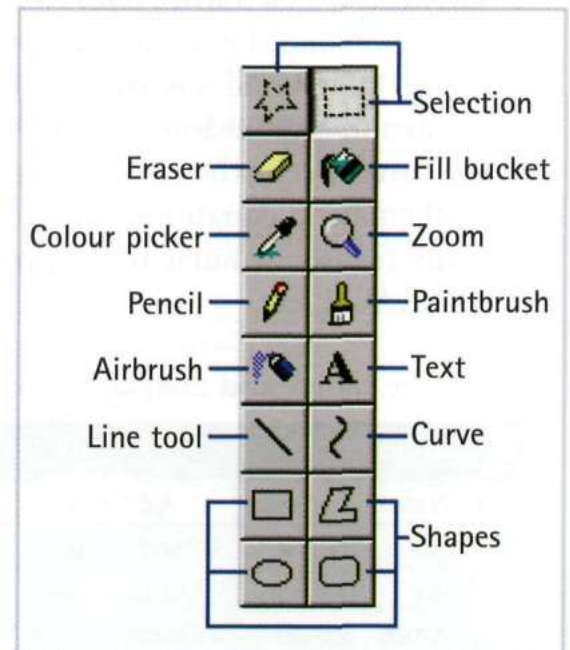 Selection
Eraser
Fill bucket
Colour picker
Zoom
Pencil
Paintbrush
Airbrush
A
Text
Line tool
Curve
Shapes